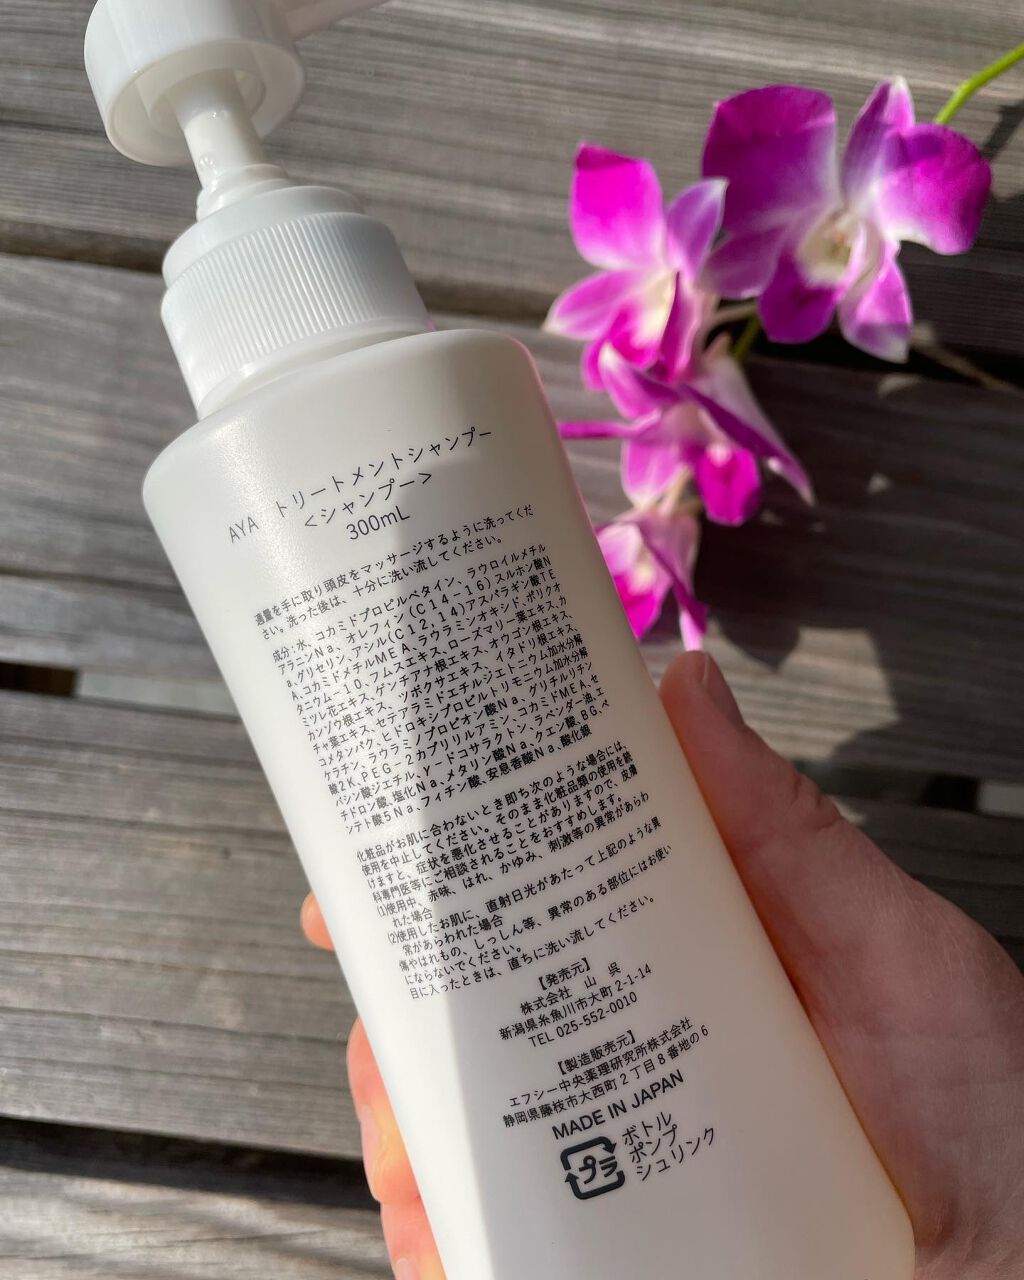 AYA トリートメントシャンプー
<シャンプー>
300mL
適量を手に取り頭皮をマッサージするように洗ってくだ
さい。洗った後は、十分に洗い流してください。
成分:水、コカミドプロピルベタイン、ラウロイルメチル
アラニンNa、オレフィン(C14-16)スルホン酸N
a、グリセリン、アシル(C12,14)アスパラギン酸TE
A、コカミドメチルMEA、ラウラミンオキシド、ポリクオ
タニウム-10、フムスエキス、ローズマリー葉エキス、カ
ミツレ花エキス、ゲンチアナ根エキス、オウゴン根エキス、
カンゾウ根エキス、ナツメ果実エキス、イタドリ根エキス、
チャ葉エキス、セテアラミドエチルジエトニウム加水分解
コメタンパク、ヒドロキシプロピルトリモニウム加水分解
ケラチン、ラウラミノプロピオン酸Na、グリチルリチン
酸2K、PEG-2カプリリルアミン、コカミドMEA、セ
バシン酸ジエチル、γ-ドコサラクトン、ラベンダー油、エ
チドロン酸、塩化Na、メタリン酸Na、クエン酸、BG、ペ
ンテト酸5Na、フィチン酸、安息香酸Na、酸化銀
化粧品がお肌に合わないとき即ち次のような場合には、
使用を中止してください。そのまま化粧品類の使用を続
けますと、症状を悪化させることがありますので、皮膚
科専門医等にご相談されることをおすすめします。
(1)使用中、赤味、はれ、かゆみ、刺激等の異常があらわ
れた場合
(2)使用したお肌に、直射日光があたって上記のような異
常があらわれた場合
傷やはれもの、しっしん等、異常のある部位にはお使い
にならないでください。
目に入ったときは、直ちに洗い流してください。
【発売元】
株式会社 山 呉
新潟県糸魚川市大町2-1-14
TEL 025-552-0010
【製造販売元】
エフシー中央薬理研究所株式会社
静岡県藤枝市大西町2丁目8番地の6
MADE IN JAPAN
プラ
ボトル
ポンプ
シュリンク